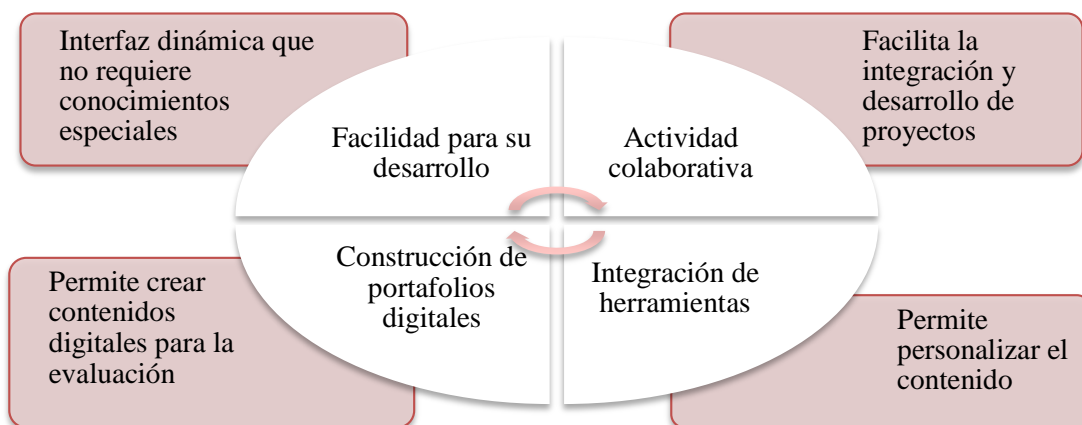 Interfaz dinámica que
no requiere
conocimientos
especiales
Facilidad para su
desarrollo
Actividad
colaborativa
Facilita la
integración y
desarrollo de
proyectos
Permite crear
contenidos
digitales para la
evaluación
Construcción de
portafolios
digitales
Integración de
herramientas
Permite
personalizar el
contenido